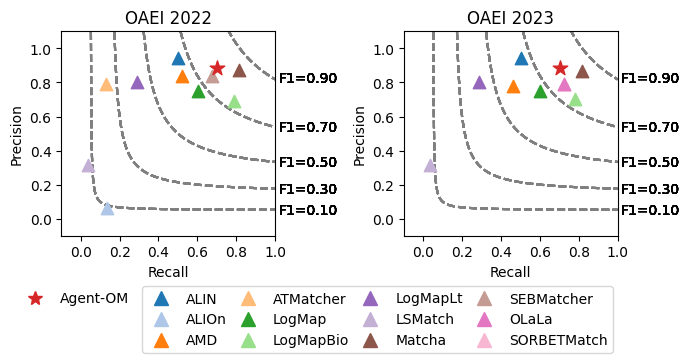 OAEI 2022
1.0
0.8
0.6
0.4
0.2
0.0
Precision
0.0 0.2 0.4 0.6 0.8 1.0
Recall
F1=0.90
F1=0.70
F1=0.50
F1=0.30
F1=0.10
OAEI 2023
1.0
0.8
0.6
0.4
0.2
0.0
Precision
0.0 0.2 0.4 0.6 0.8 1.0
Recall
F1=0.90
F1=0.70
F1=0.50
F1=0.30
F1=0.10
Agent-OM
ALIN
ALIOn
AMD
ATMatcher
LogMap
LogMapBio
LogMapLt
LSMatch
Matcha
SEBMatcher
OLaLa
SORBETMatch